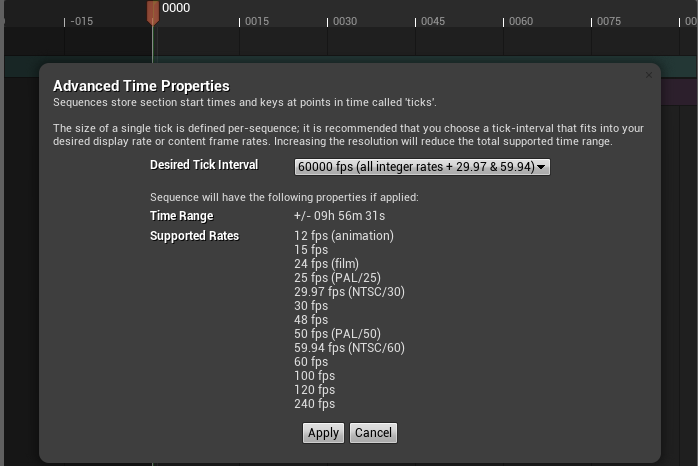 0000
-015 0015 0030 0045 0060 0075 00
Advanced Time Properties
Sequences store section start times and keys at points in time called 'ticks'.
The size of a single tick is defined per-sequence; it is recommended that you choose a tick-interval that fits into your
desired display rate or content frame rates. Increasing the resolution will reduce the total supported time range.
Desired Tick Interval 60000 fps (all integer rates + 29.97 & 59.94)
Sequence will have the following properties if applied:
Time Range +/- 09h 56m 31s
Supported Rates 12 fps (animation)
15 fps
24 fps (film)
25 fps (PAL/25)
29.97 fps (NTSC/30)
30 fps
48 fps
50 fps (PAL/50)
59.94 fps (NTSC/60)
60 fps
100 fps
120 fps
240 fps
Apply Cancel